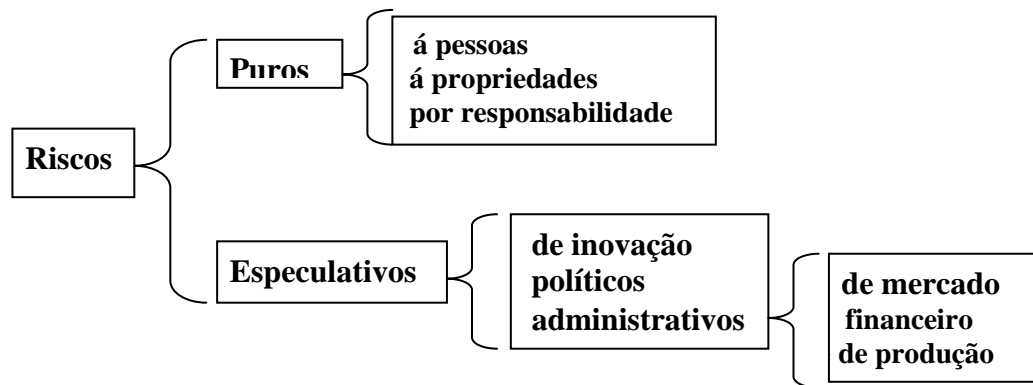 Riscos
Puros
á pessoas
á propriedades
por responsabilidade
Especulativos
de inovação
políticos
administrativos
de mercado
financeiro
de produção